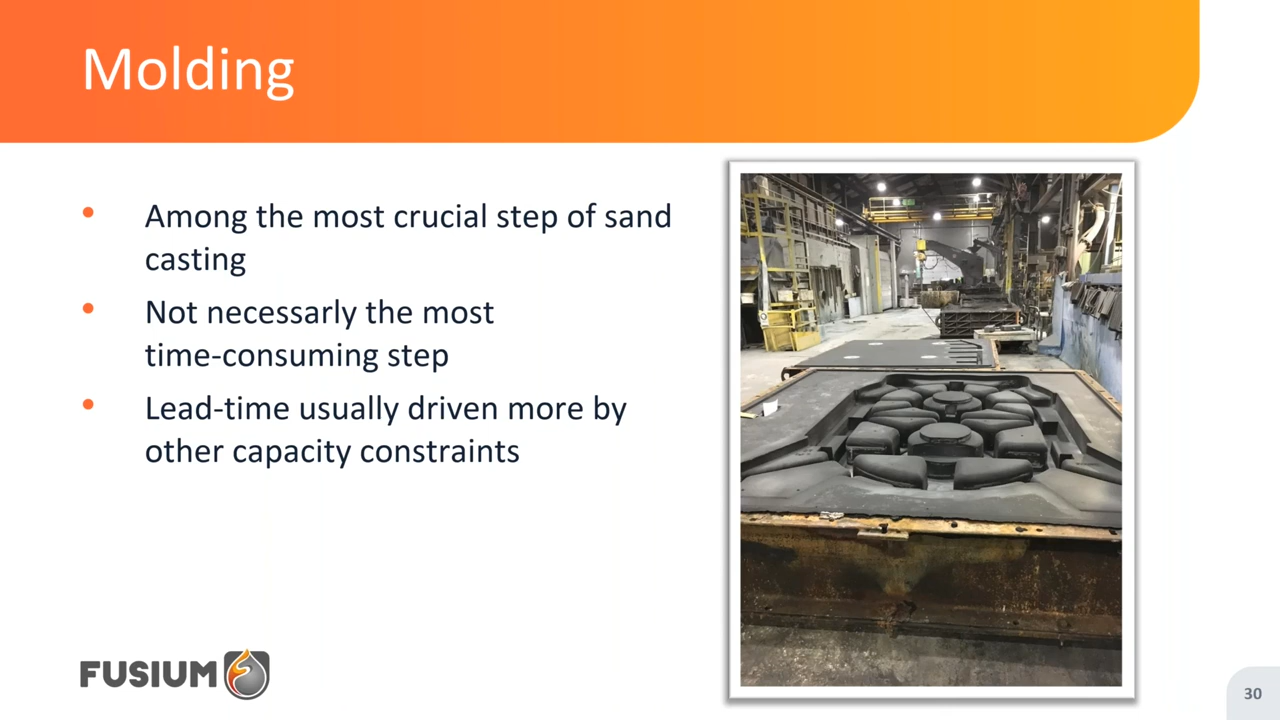 Molding
• Among the most crucial step of sand
casting
• Not necessarly the most
time-consuming step
• Lead-time usually driven more by
other capacity constraints
FUSIUM
30